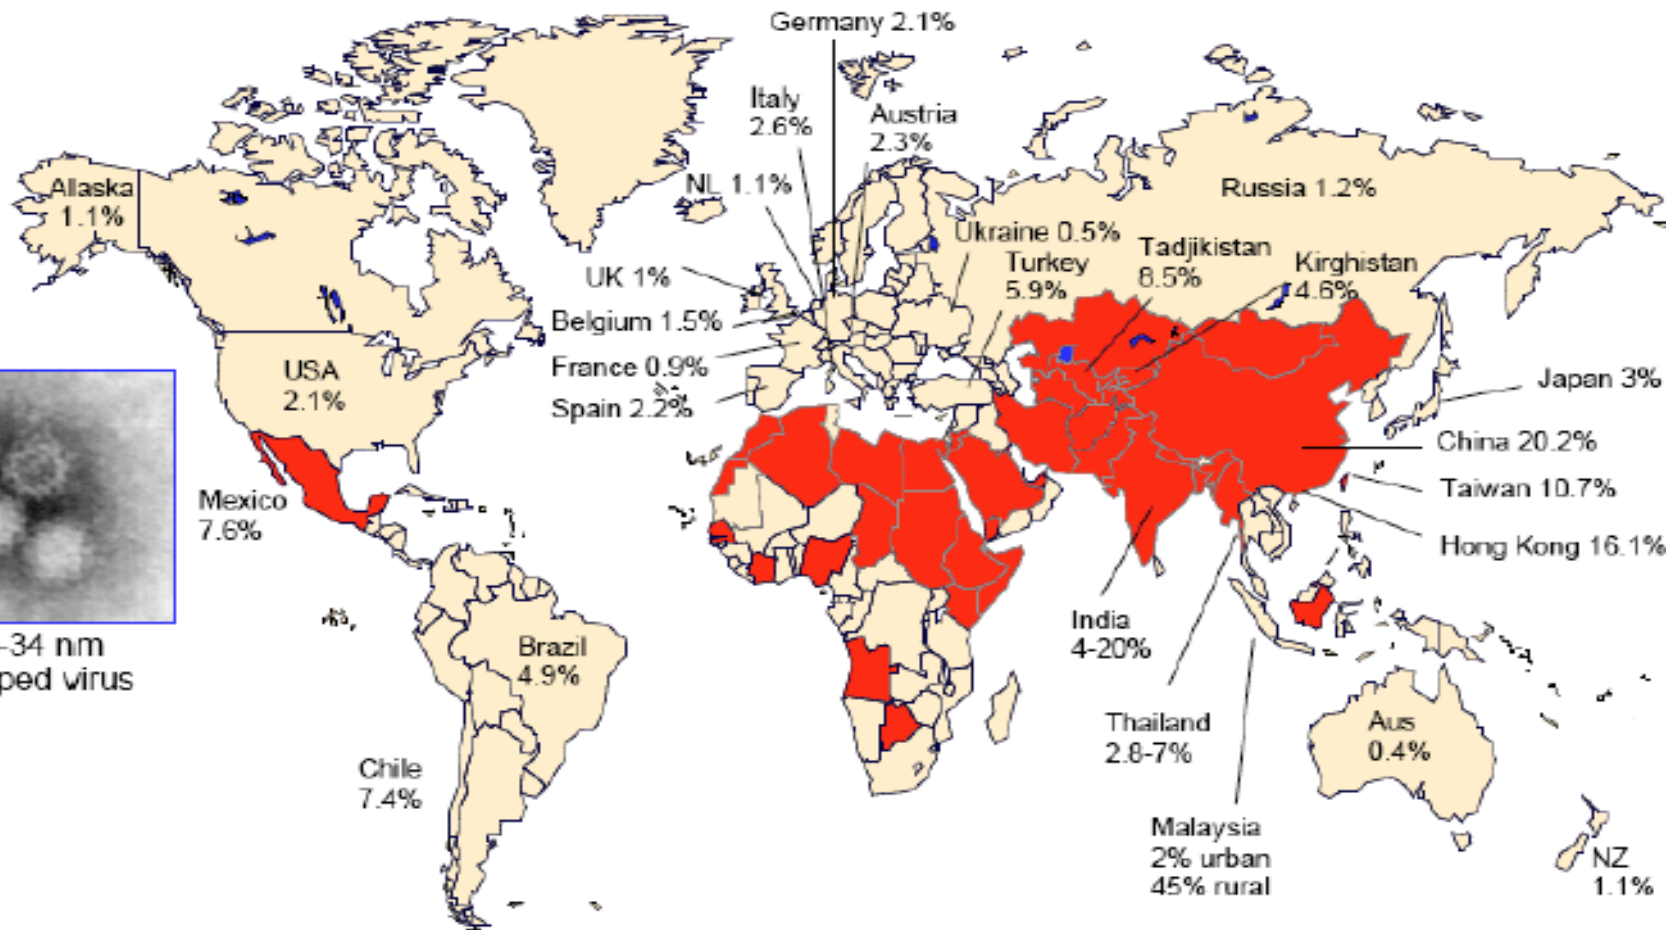 Germany 2.1%
Italy
2.6%
Austria
2.3%
NL 1.1%
Allaska
1.1%
Russia 1.2%
Ukraine 0.5%
Tadjikistan
8.5%
Turkey
5.9%
Kirghistan
4.6%
UK 1%
Belgium 1.5%
France 0.9%
Spain 2.2%
USA
2.1%
Japan 3%
China 20.2%
Taiwan 10.7%
Hong Kong 16.1%
Mexico
7.6%
India
4-20%
-34 nm
ped virus
Brazil
4.9%
Thailand
2.8-7%
Aus
0.4%
Chile
7.4%
Malaysia
2% urban
45% rural
NZ
1.1%